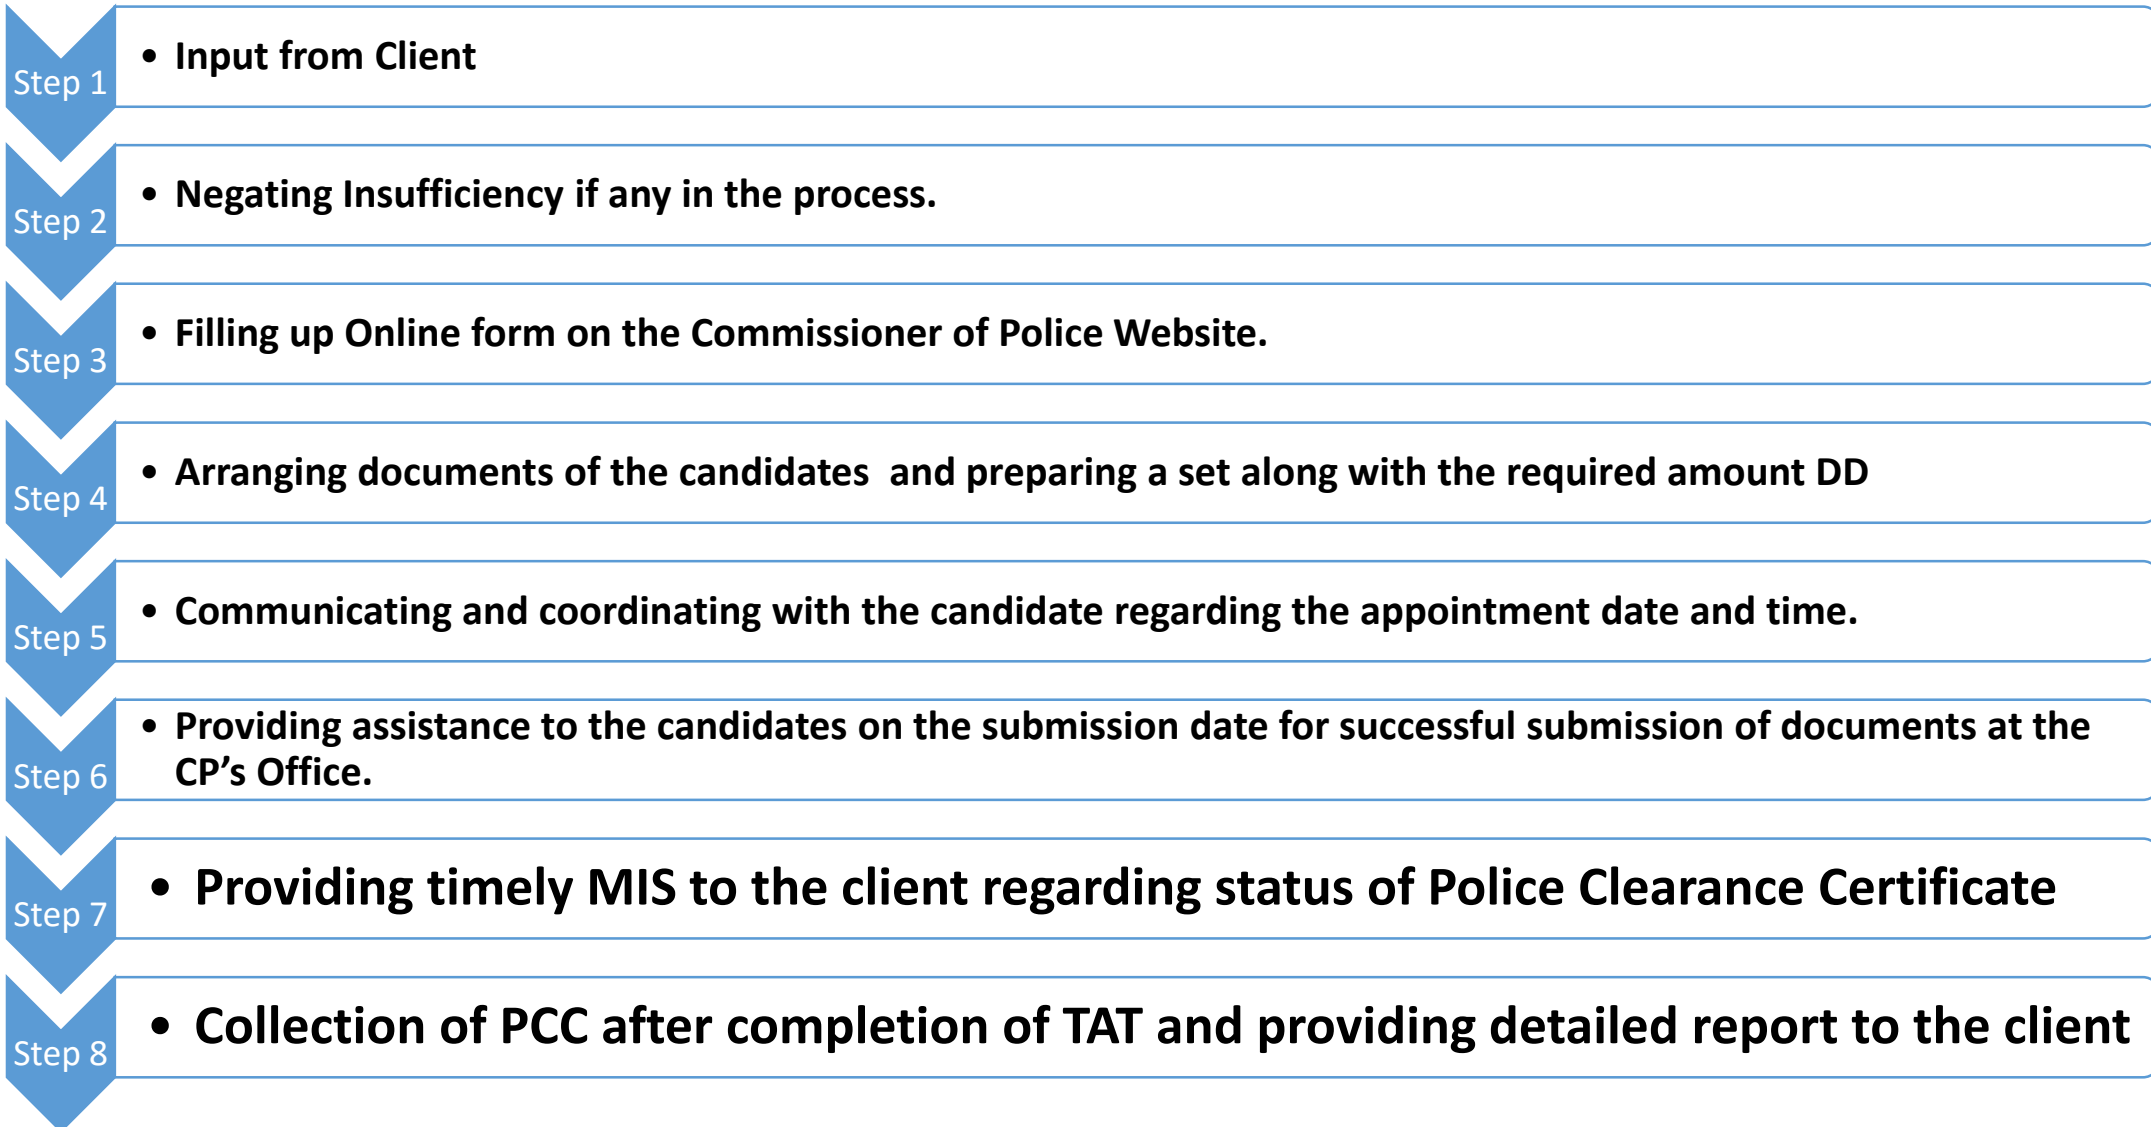 Step 1
• Input from Client
Step 2
• Negating Insufficiency if any in the process.
Step 3
• Filling up Online form on the Commissioner of Police Website.
Step 4
• Arranging documents of the candidates  and preparing a set along with the required amount DD
Step 5
• Communicating and coordinating with the candidate regarding the appointment date and time.
Step 6
• Providing assistance to the candidates on the submission date for successful submission of documents at the
CP’s Office.
Step 7
• Providing timely MIS to the client regarding status of Police Clearance Certificate
Step 8
• Collection of PCC after completion of TAT and providing detailed report to the client